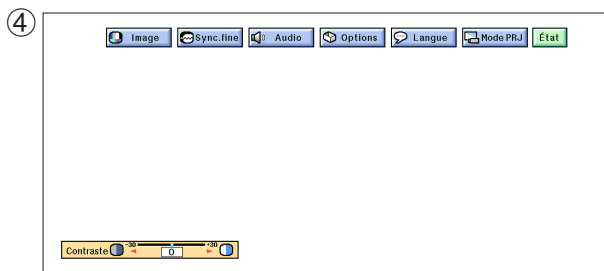 ④
Image Sync.fine Audio Options Langue Mode PRJ État
-30 +30
Contraste 0